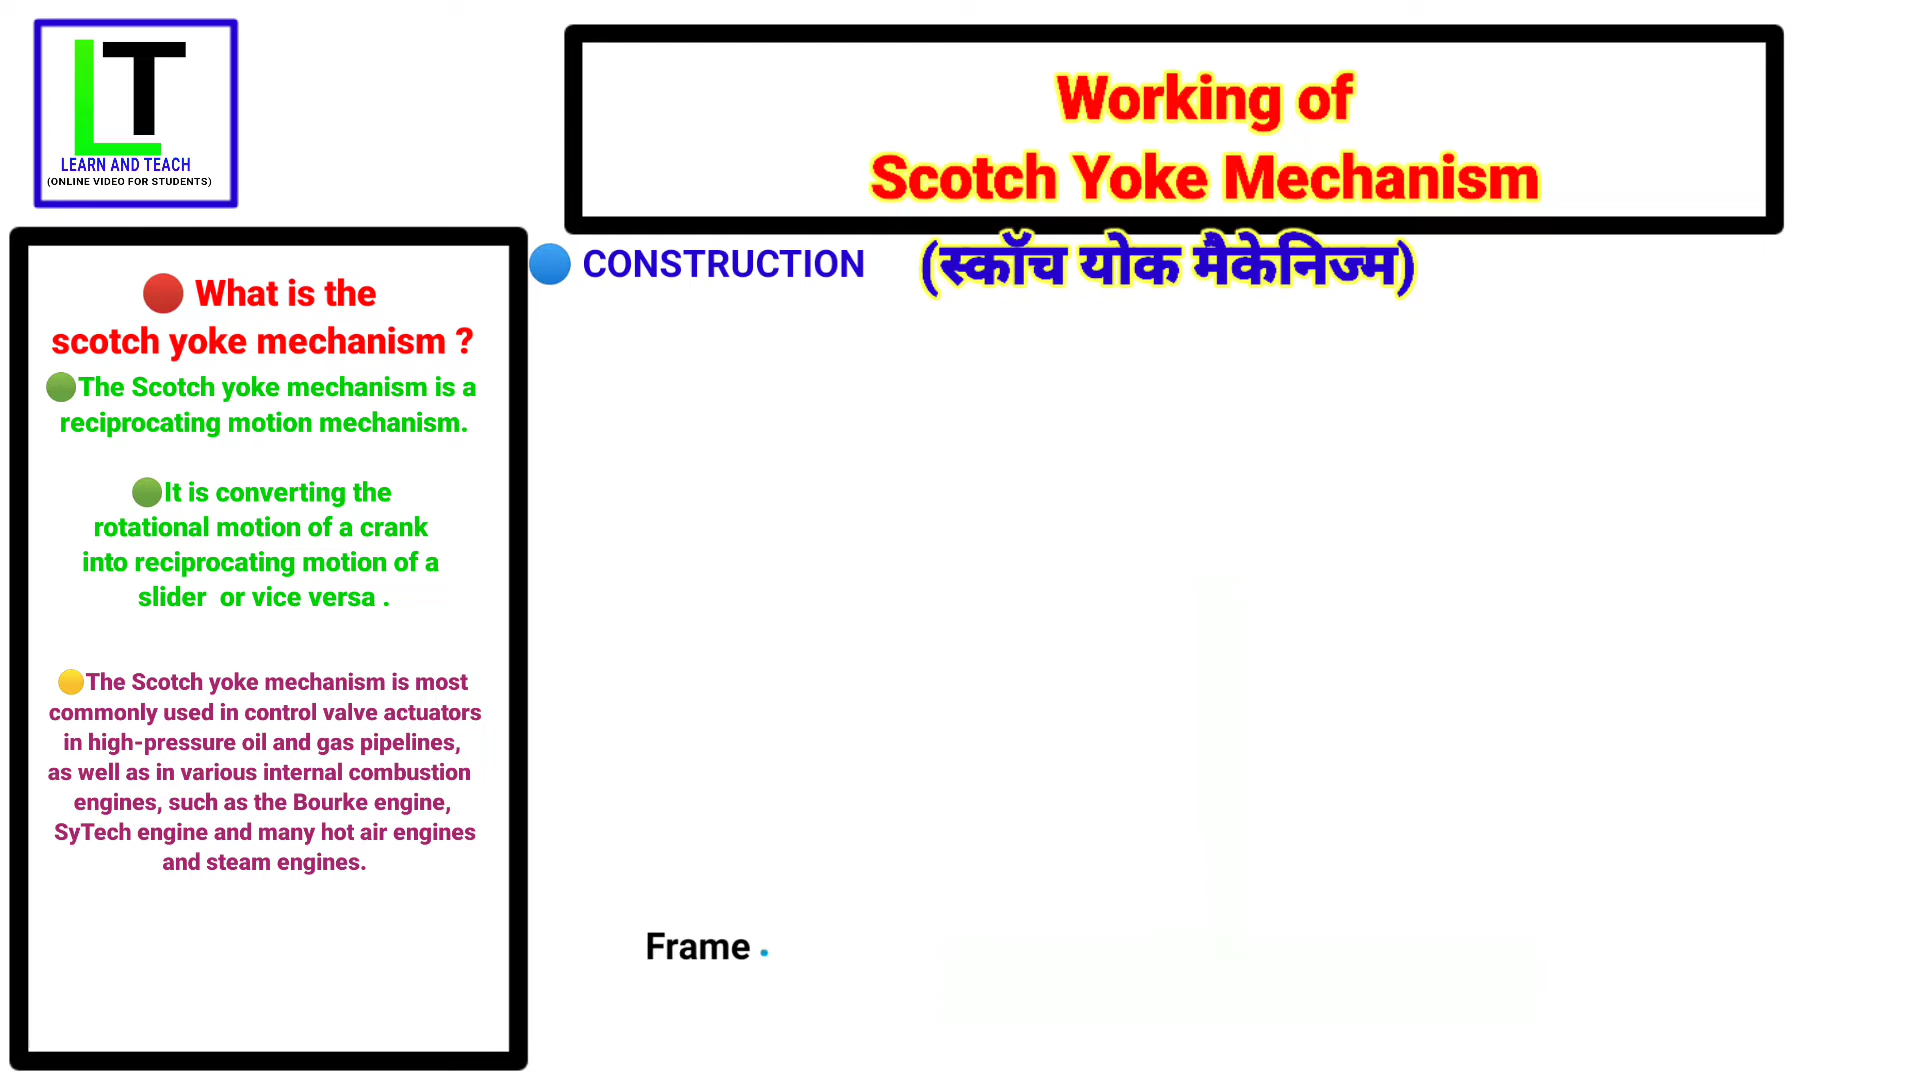 LT
LEARN AND TEACH
(ONLINE VIDEO FOR STUDENTS)
Working of
Scotch Yoke Mechanism
(स्कॉच योक मैकेनिज्म)
CONSTRUCTION
What is the
scotch yoke mechanism ?
The Scotch yoke mechanism is a
reciprocating motion mechanism.
It is converting the
rotational motion of a crank
into reciprocating motion of a
slider or vice versa .
The Scotch yoke mechanism is most
commonly used in control valve actuators
in high-pressure oil and gas pipelines,
as well as in various internal combustion
engines, such as the Bourke engine,
SyTech engine and many hot air engines
and steam engines.
Frame